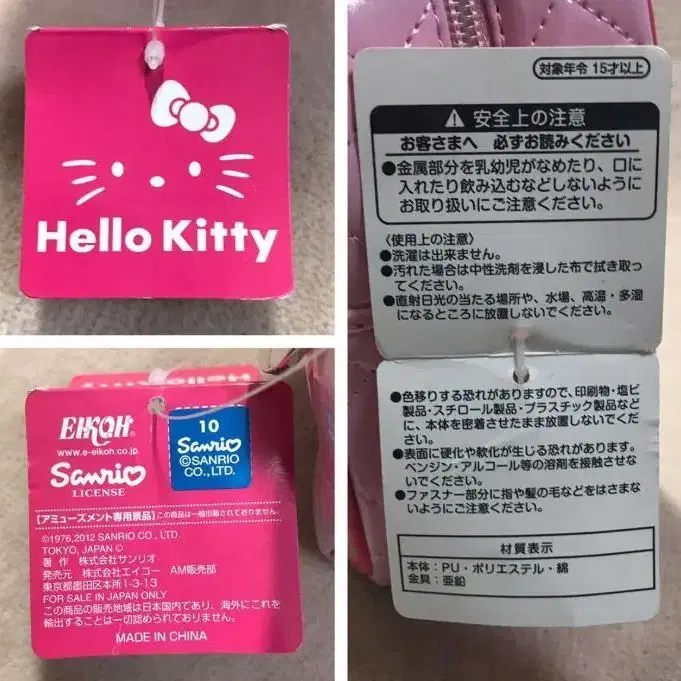 Hello Kitty
EIKOH
www.e-eikoh.co.jp
Sanrio
LICENSE
10
Sanrio
©SANRIO
CO., LTD.
【アミューズメント専用景品】この商品は一般市販されておりません。
©1976,2012 SANRIO CO., LTD.
TOKYO, JAPAN Ⓛ
著 作 株式会社サンリオ
発売元 株式会社エイコー AM販売部
東京都墨田区本所1-3-13
FOR SALE IN JAPAN ONLY
この商品の販売地域は日本国内であり、海外にこれを
輸出することは一切認められておりません。
MADE IN CHINA
対象年令 15才以上
安全上の注意
お客さまへ 必ずお読みください
●金属部分を乳幼児がなめたり、口に
入れたり飲み込むなどしないように
お取り扱いにご注意ください。
〈使用上の注意〉
●洗濯は出来ません。
●汚れた場合は中性洗剤を浸した布で拭き取っ
てください。
●直射日光の当たる場所や、水場、高温・多湿
になるところに放置しないでください。
●色移りする恐れがありますので、印刷物・塩ビ
製品・スチロール製品・プラスチック製品など
に、本体を密着させたまま放置しないでくだ
さい。
●表面に硬化や軟化が生じる恐れがあります。
ベンジン・アルコール等の溶剤を接触させな
いでください。
●ファスナー部分に指や髪の毛などをはさまな
いようにご注意ください。
材質表示
本体：PU・ポリエステル・綿
金具：亜鉛